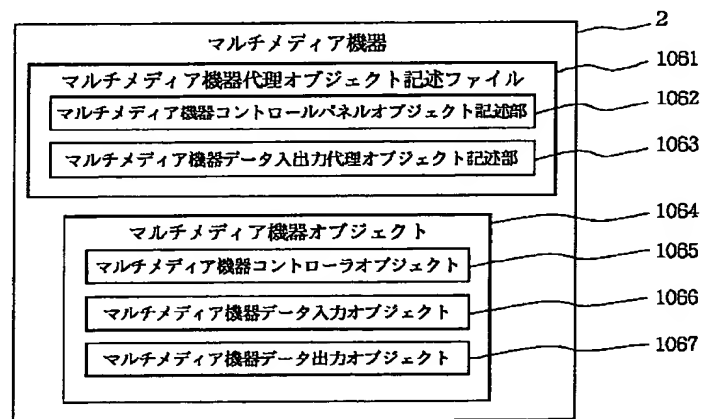 2
マルチメディア機器
1061
マルチメディア機器代理オブジェクト記述ファイル
1062
マルチメディア機器コントロールパネルオブジェクト記述部
1063
マルチメディア機器データ入出力代理オブジェクト記述部
1064
マルチメディア機器オブジェクト
1065
マルチメディア機器コントローラオブジェクト
1066
マルチメディア機器データ入力オブジェクト
1067
マルチメディア機器データ出力オブジェクト